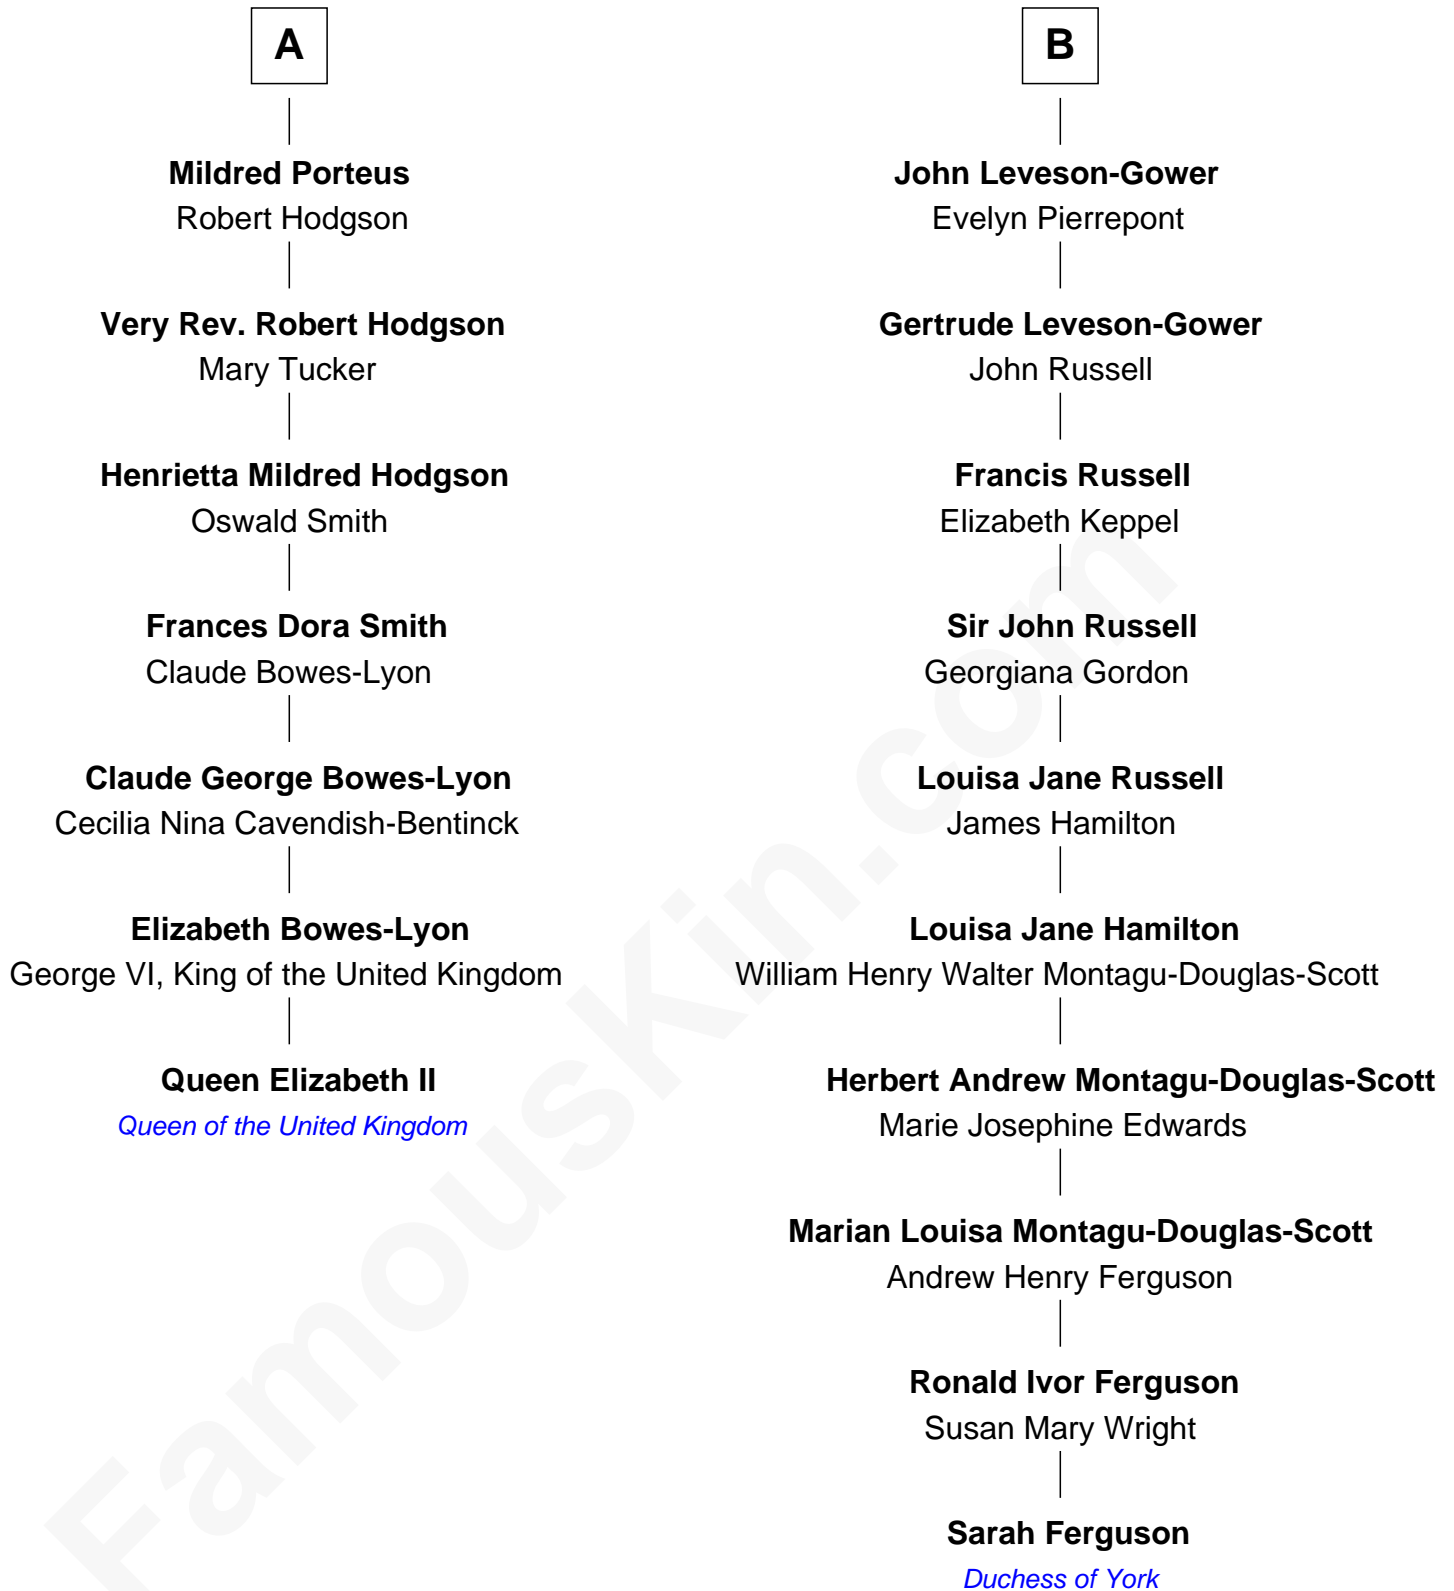 A
Mildred Porteus
Robert Hodgson
Very Rev. Robert Hodgson
Mary Tucker
Henrietta Mildred Hodgson
Oswald Smith
Frances Dora Smith
Claude Bowes-Lyon
Claude George Bowes-Lyon
Cecilia Nina Cavendish-Bentinck
Elizabeth Bowes-Lyon
George VI, King of the United Kingdom
Queen Elizabeth II
Queen of the United Kingdom
B
John Leveson-Gower
Evelyn Pierrepont
Gertrude Leveson-Gower
John Russell
Francis Russell
Elizabeth Keppel
Sir John Russell
Georgiana Gordon
Louisa Jane Russell
James Hamilton
Louisa Jane Hamilton
William Henry Walter Montagu-Douglas-Scott
Herbert Andrew Montagu-Douglas-Scott
Marie Josephine Edwards
Marian Louisa Montagu-Douglas-Scott
Andrew Henry Ferguson
Ronald Ivor Ferguson
Susan Mary Wright
Sarah Ferguson
Duchess of York
FamousKin.com